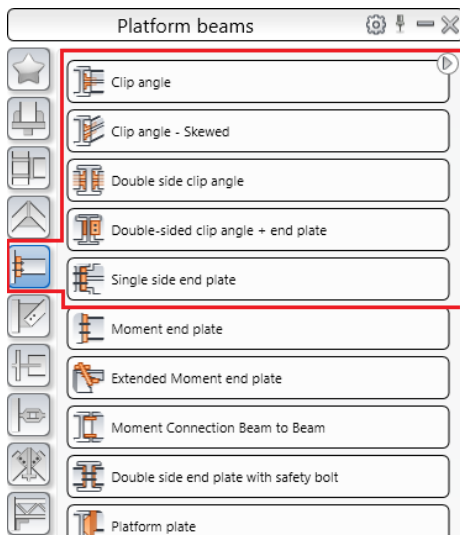 Platform beams
Clip angle
Clip angle - Skewed
Double side clip angle
Double-sided clip angle + end plate
Single side end plate
Moment end plate
Extended Moment end plate
Moment Connection Beam to Beam
Double side end plate with safety bolt
Platform plate